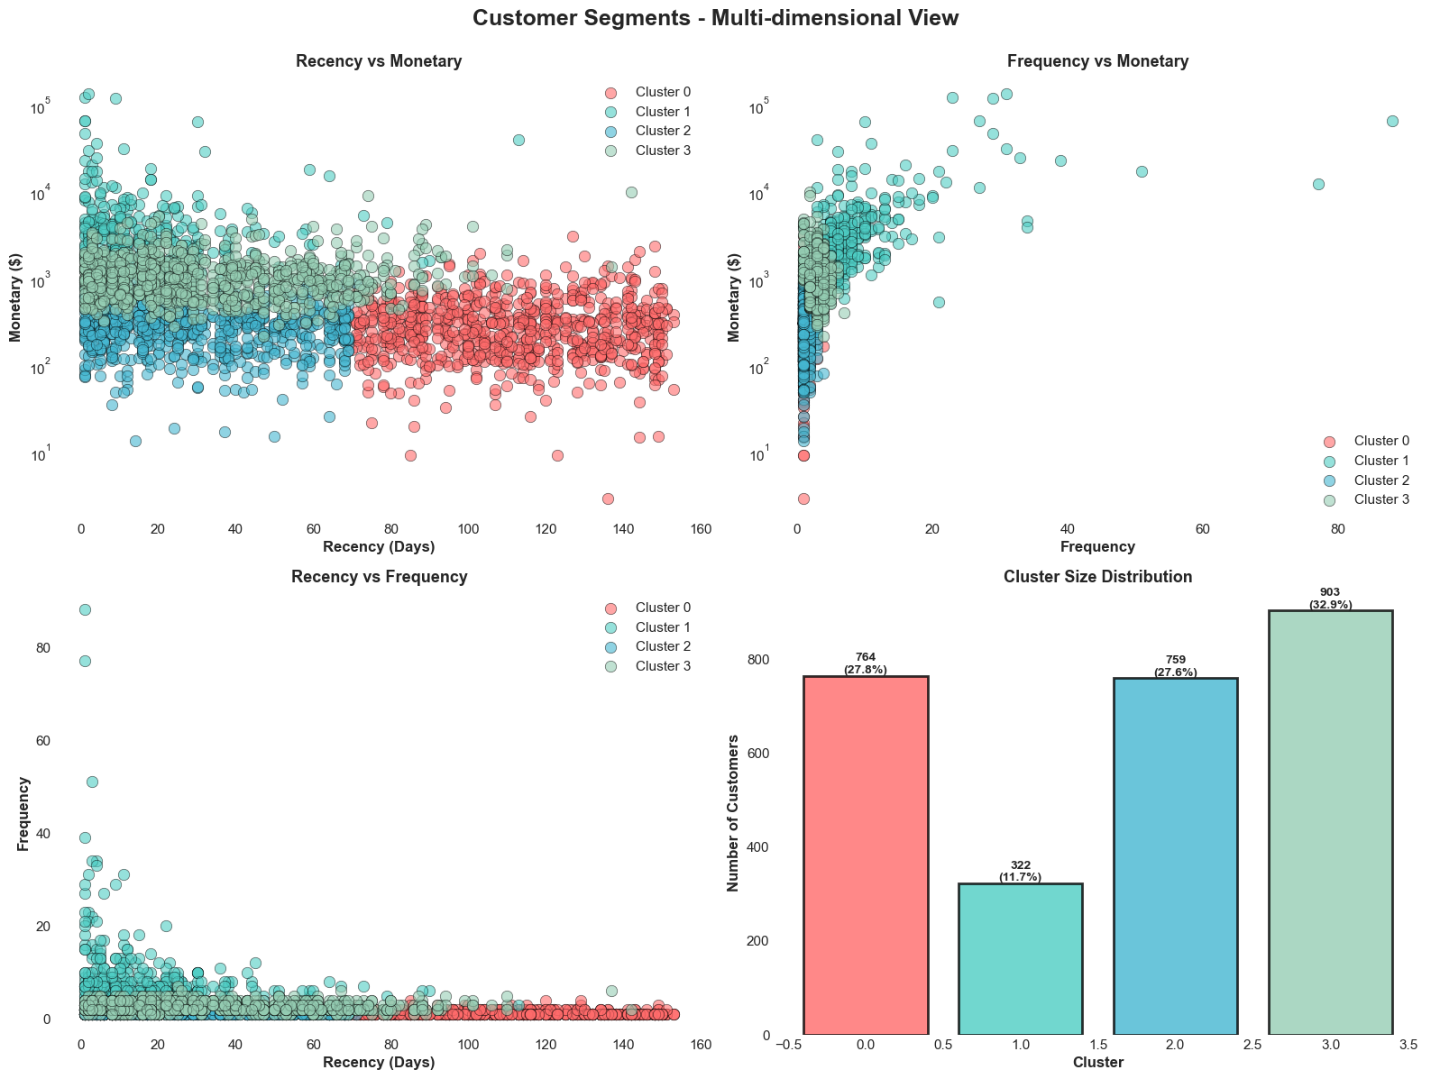 Customer Segments - Multi-dimensional View
Recency vs Monetary
Cluster 0
Cluster 1
Cluster 2
Cluster 3
10^5
10^4
10^3
10^2
10^1
Monetary ($)
0 20 40 60 80 100 120 140 160
Recency (Days)
Frequency vs Monetary
10^5
10^4
10^3
10^2
10^1
Monetary ($)
Cluster 0
Cluster 1
Cluster 2
Cluster 3
0 20 40 60 80
Frequency
Recency vs Frequency
Cluster 0
Cluster 1
Cluster 2
Cluster 3
80
60
40
20
0
Frequency
0 20 40 60 80 100 120 140 160
Recency (Days)
Cluster Size Distribution
903
(32.9%)
764
(27.8%)
759
(27.6%)
322
(11.7%)
800
600
400
200
0
Number of Customers
−0.5 0.0 0.5 1.0 1.5 2.0 2.5 3.0 3.5
Cluster